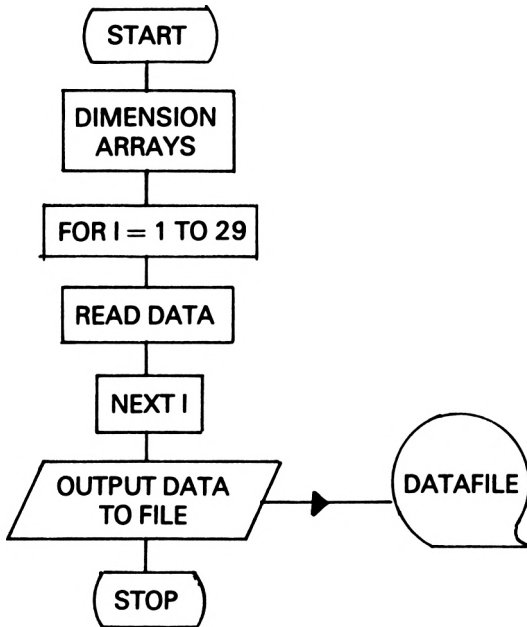 START
DIMENSION
ARRAYS
FOR I = 1 TO 29
READ DATA
NEXT I
OUTPUT DATA
TO FILE
DATAFILE
STOP